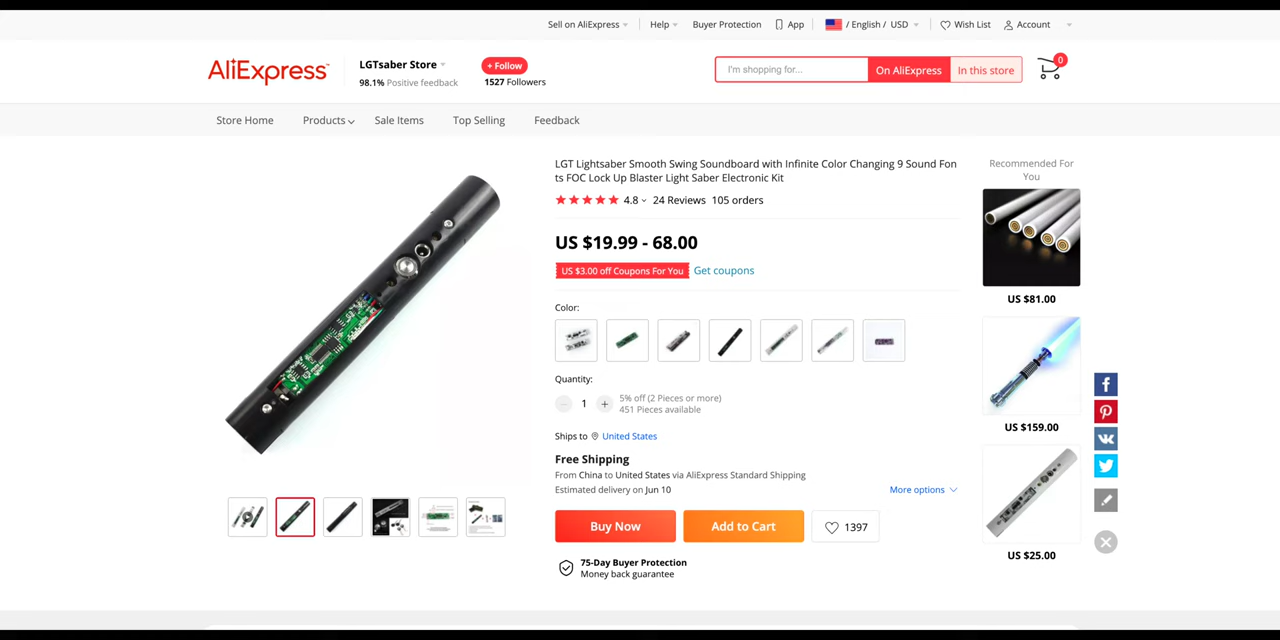 Sell on AliExpress
Help
Buyer Protection
App
/ English / USD
Wish List
Account
AliExpress
LGTsaber Store
98.1% Positive feedback
+ Follow
1527 Followers
I'm shopping for...
On AliExpress
In this store
0
Store Home
Products
Sale Items
Top Selling
Feedback
LGT Lightsaber Smooth Swing Soundboard with Infinite Color Changing 9 Sound Fon
ts FOC Lock Up Blaster Light Saber Electronic Kit
4.8
24 Reviews
105 orders
US $19.99 - 68.00
US $3.00 off Coupons For You
Get coupons
Color:
Quantity:
1
5% off (2 Pieces or more)
451 Pieces available
Ships to
United States
Free Shipping
From China to United States via AliExpress Standard Shipping
Estimated delivery on Jun 10
More options
Buy Now
Add to Cart
1397
75-Day Buyer Protection
Money back guarantee
Recommended For
You
US $81.00
US $159.00
US $25.00